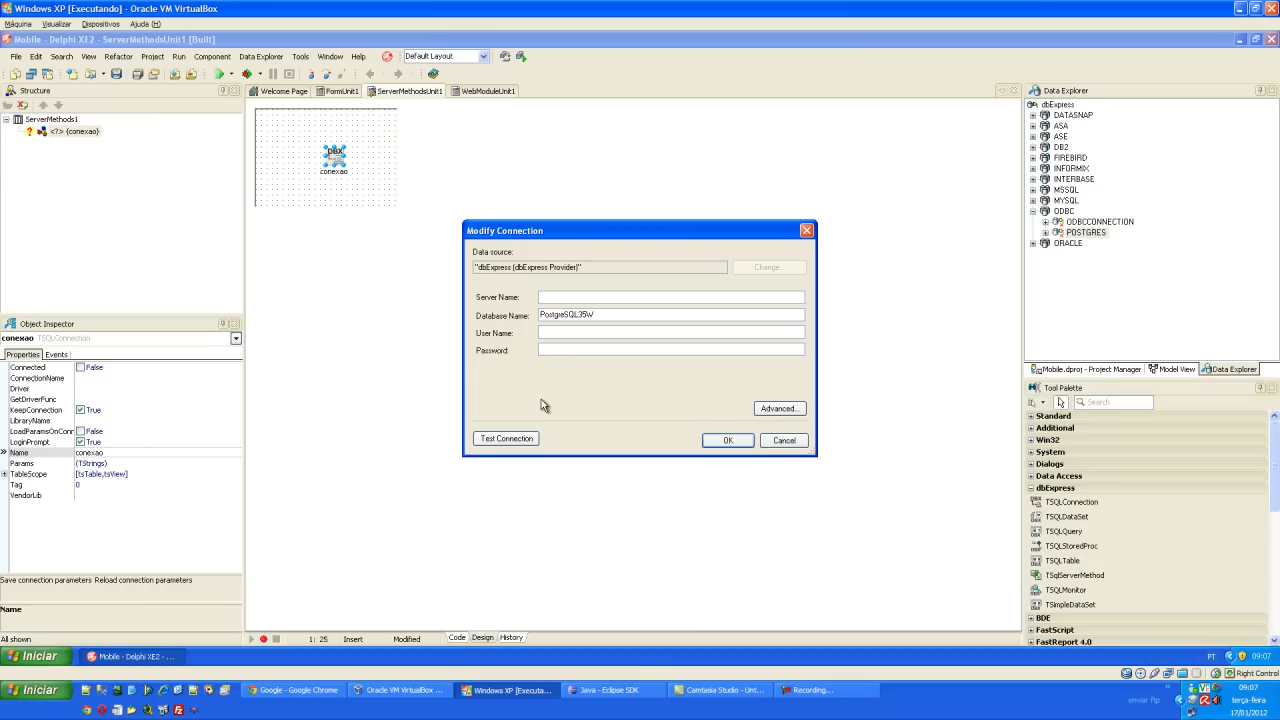 Windows XP [Executando] - Oracle VM VirtualBox
Máquina Visualizar Dispositivos Ajuda (H)
Mobile - Delphi XE2 - ServerMethodsUnit1 [Built]
File Edit Search View Refactor Project Run Component Data Explorer Tools Window Help Default Layout
Structure
Welcome Page FormUnit1 ServerMethodsUnit1 WebModuleUnit1
Data Explorer
ServerMethods1
<?> {conexao}
DBX
conexao
dbExpress
DATASNAP
ASA
ASE
DB2
FIREBIRD
INFORMIX
INTERBASE
MSSQL
MYSQL
ODBC
ODBCCONNECTION
POSTGRES
ORACLE
Modify Connection
Data source:
"dbExpress (dbExpress Provider)" Change...
Server Name:
Database Name: PostgreSQL35W
User Name:
Password:
Advanced...
Test Connection OK Cancel
Object Inspector
conexao TSQLConnection
Properties Events
Connected False
ConnectionName
Driver
GetDriverFunc
KeepConnection True
LibraryName
LoadParamsOnConr False
LoginPrompt True
Name conexao
Params (TStrings)
TableScope [tsTable,tsView]
Tag 0
VendorLib
Save connection parameters Reload connection parameters
Name
All shown
Mobile.dproj - Project Manager Model View Data Explorer
Tool Palette
Search
Standard
Additional
Win32
System
Dialogs
Data Access
dbExpress
TSQLConnection
TSQLDataSet
TSQLQuery
TSQLStoredProc
TSQLTable
TSqlServerMethod
TSQLMonitor
TSimpleDataSet
BDE
FastScript
FastReport 4.0
1: 25 Insert Modified Code Design History
Iniciar Mobile - Delphi XE2 - ... PT 09:07
Right Control
Iniciar Google - Google Chrome Oracle VM VirtualBox ... Windows XP [Executa... Java - Eclipse SDK Camtasia Studio - Unt... Recording...
enviar ftp
09:07
terça-feira
17/01/2012